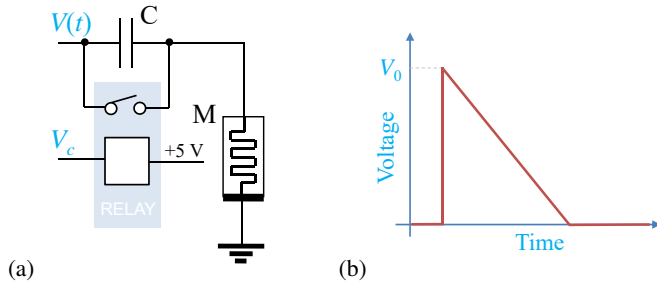 V(t)
C
M
V_c
+5 V
RELAY
(a)
V_0
Voltage
Time
(b)